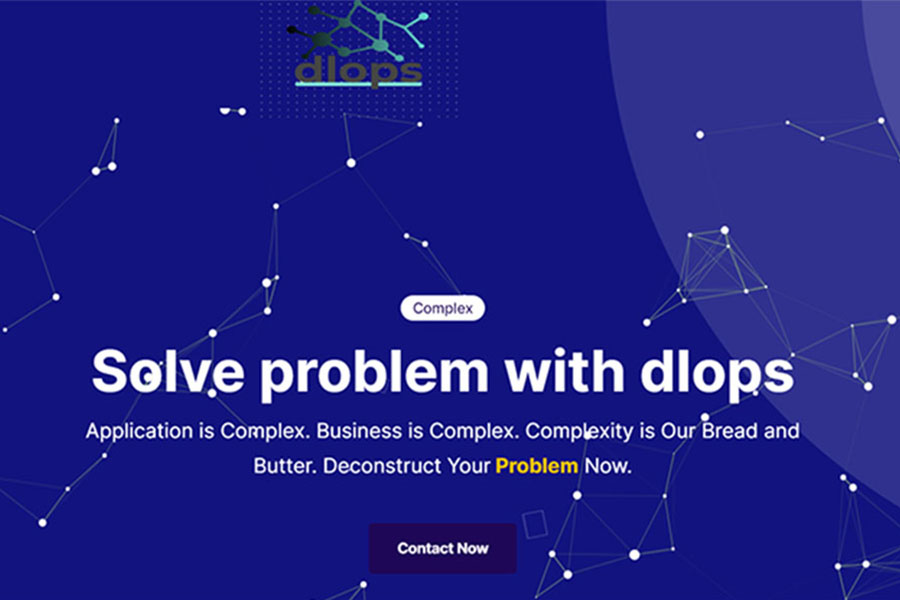 dlops
Complex
Solve problem with dlops
Application is Complex. Business is Complex. Complexity is Our Bread and
Butter. Deconstruct Your Problem Now.
Contact Now